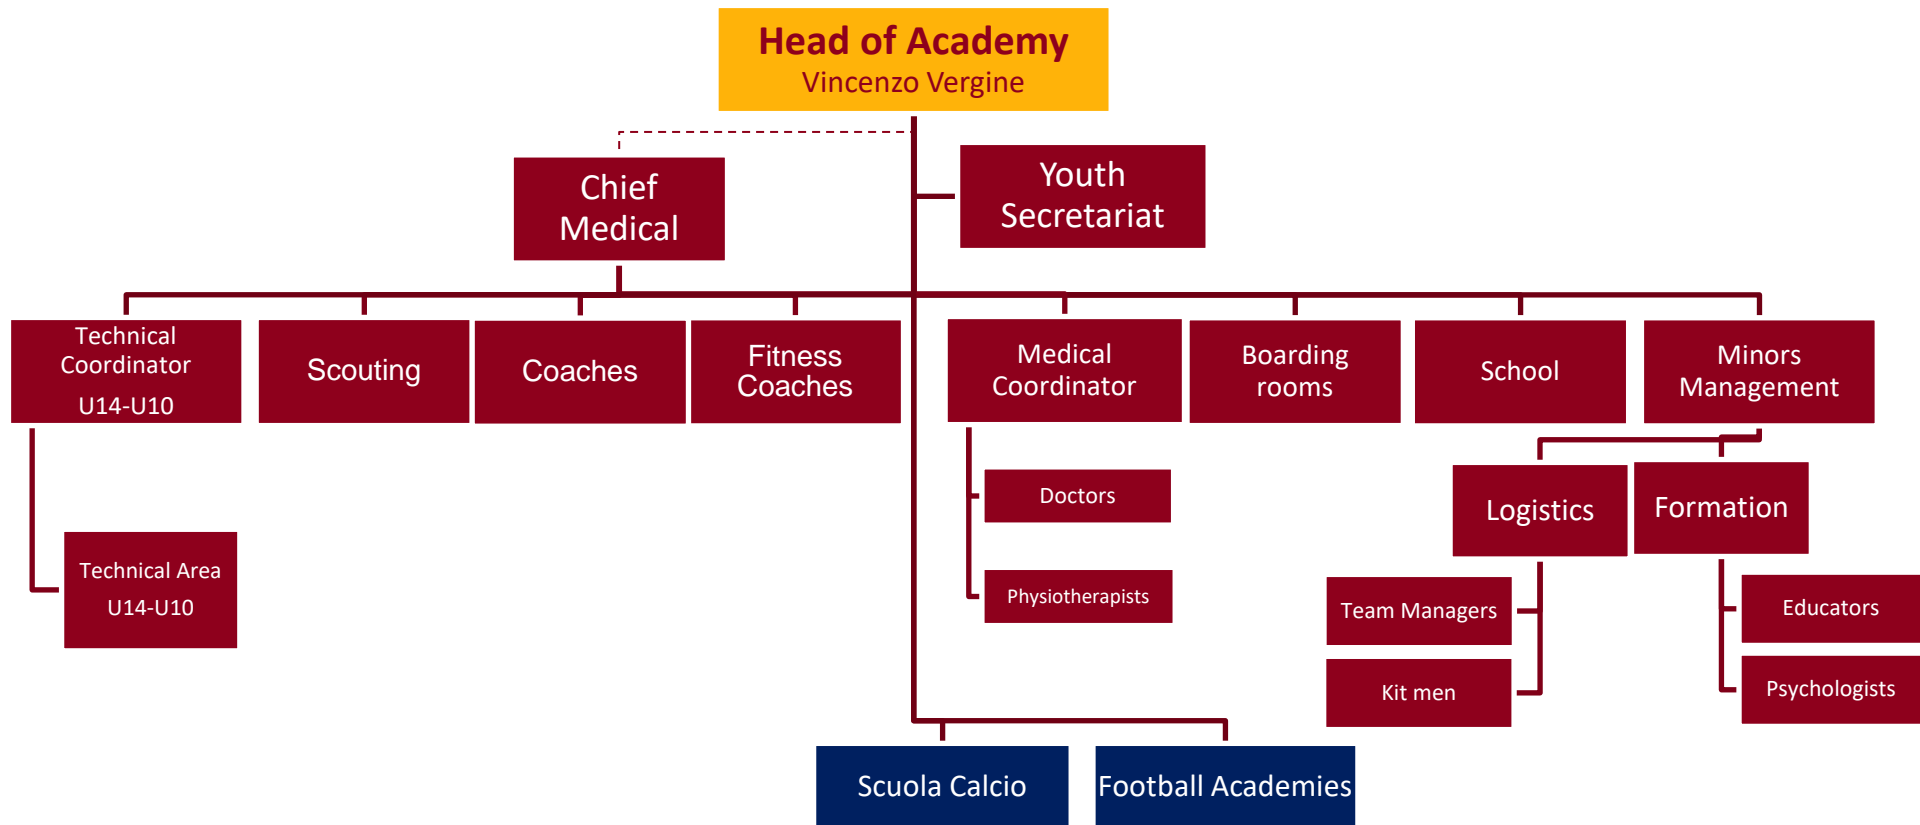 Head of Academy
Vincenzo Vergine
Chief
Medical
Youth
Secretariat
Technical
Coordinator
U14-U10
Scouting
Coaches
Fitness
Coaches
Medical
Coordinator
Boarding
rooms
School
Minors
Management
Doctors
Physiotherapists
Logistics
Formation
Technical Area
U14-U10
Team Managers
Kit men
Educators
Psychologists
Scuola Calcio
Football Academies